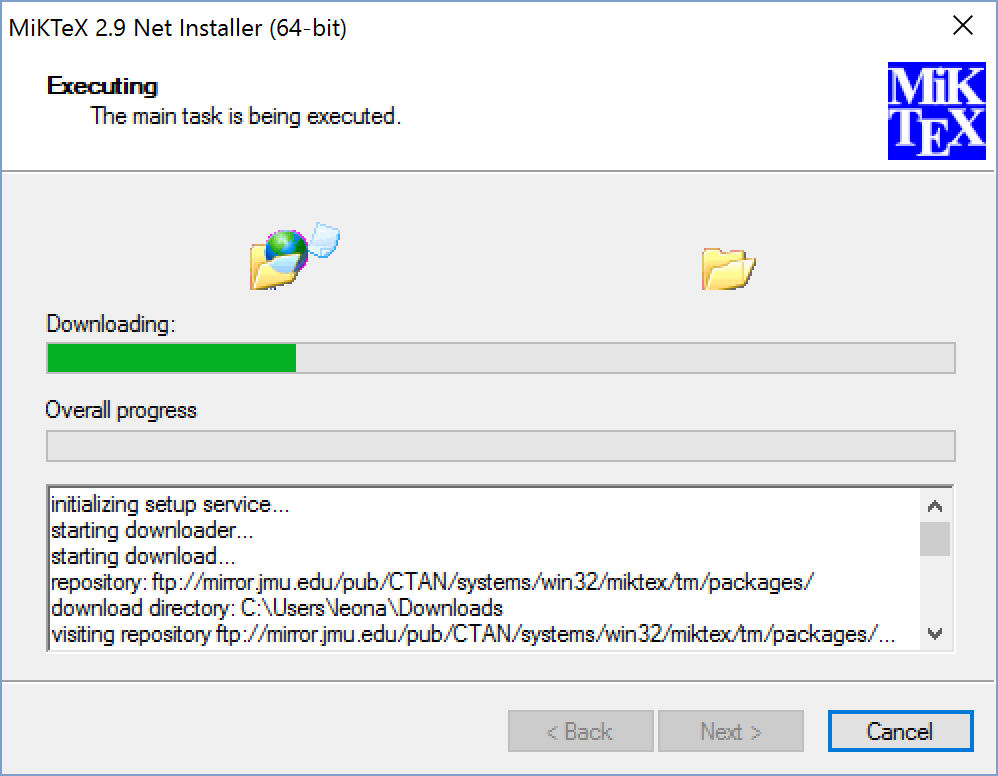 MiKTeX 2.9 Net Installer (64-bit)
Executing
The main task is being executed.
MiK
TEX
Downloading:
Overall progress
initializing setup service...
starting downloader...
starting download...
repository: ftp://mirror.jmu.edu/pub/CTAN/systems/win32/miktex/tm/packages/
download directory: C:\Users\leona\Downloads
visiting repository ftp://mirror.jmu.edu/pub/CTAN/systems/win32/miktex/tm/packages/...
< Back
Next >
Cancel